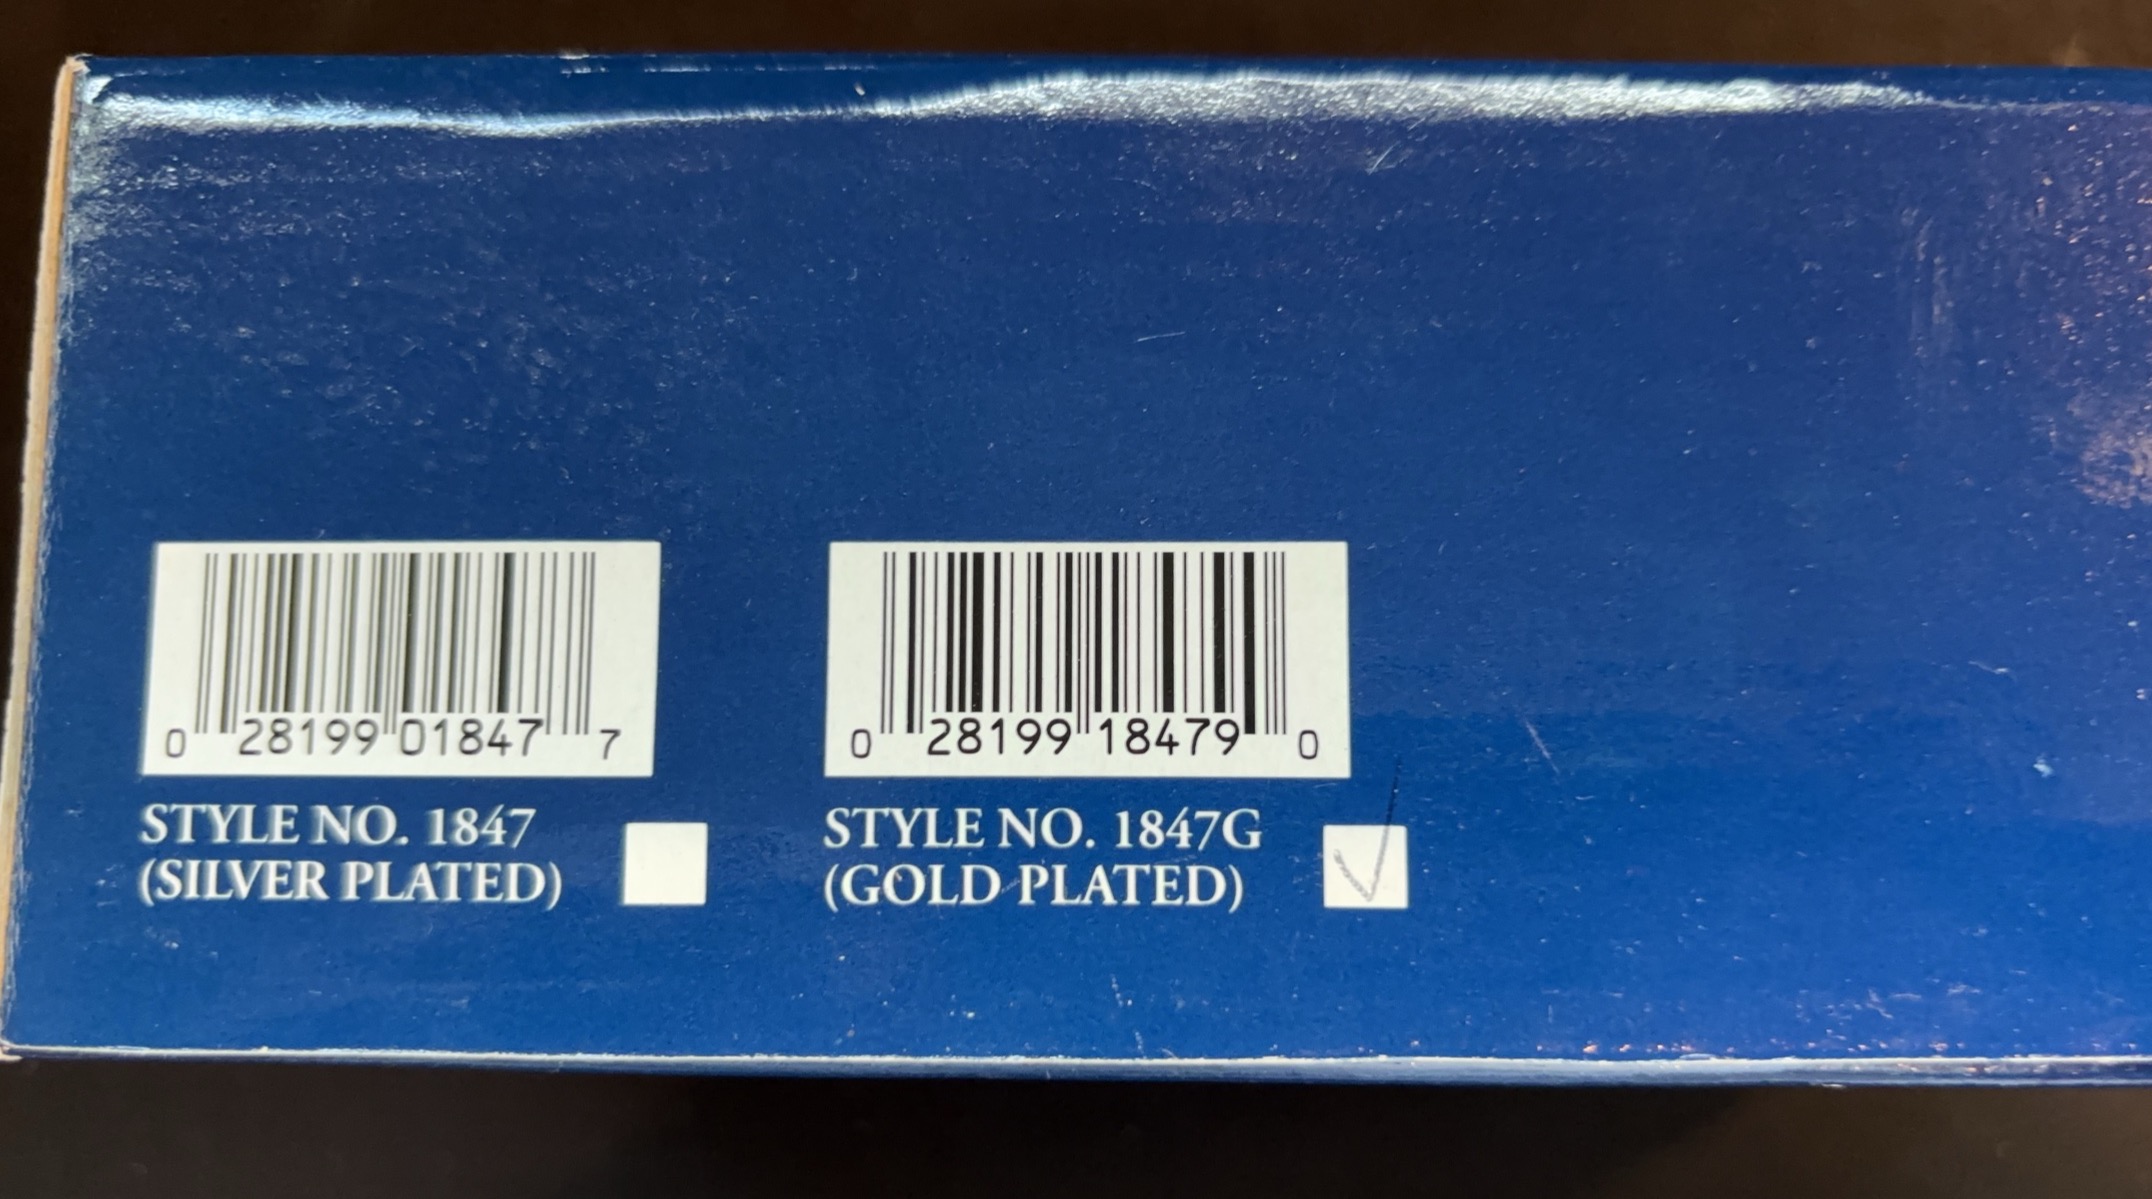 0 28199 01847 7
STYLE NO. 1847
(SILVER PLATED)
0 28199 18479 0
STYLE NO. 1847G
(GOLD PLATED)